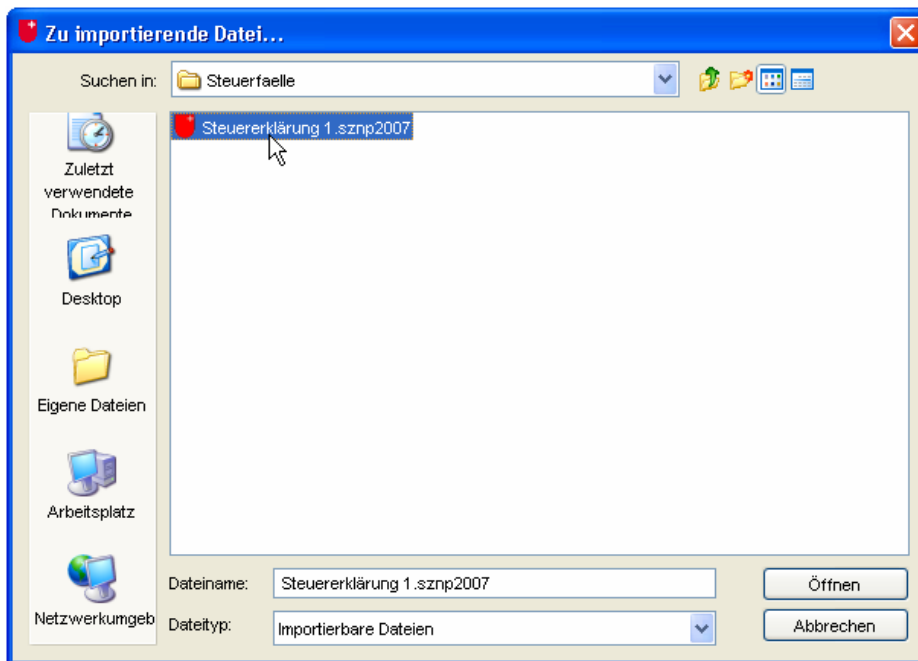 Zu importierende Datei...
Suchen in:
Steuerfaelle
Steuererklärung 1.sznp2007
Zuletzt
verwendete
Dokumente
Desktop
Eigene Dateien
Arbeitsplatz
Netzwerkumgeb
Dateiname:
Steuererklärung 1.sznp2007
Öffnen
Dateityp:
Importierbare Dateien
Abbrechen